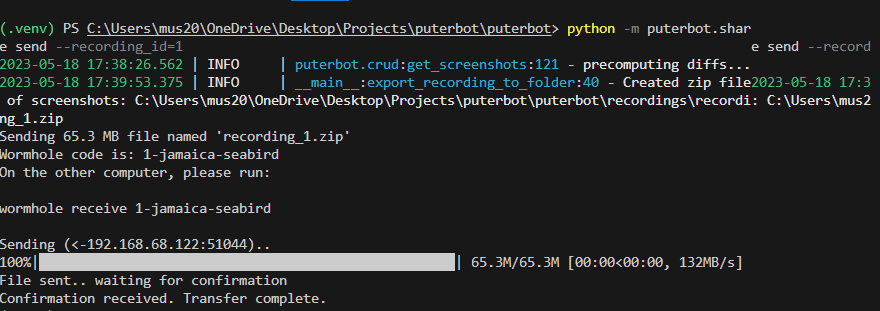 (.venv) PS C:\Users\mus20\OneDrive\Desktop\Projects\puterbot\puterbot> python -m puterbot.shar
e send --recording_id=1 e send --record
2023-05-18 17:38:26.562 | INFO | puterbot.crud:get_screenshots:121 - precomputing diffs...
2023-05-18 17:39:53.375 | INFO | __main__:export_recording_to_folder:40 - Created zip file2023-05-18 17:3
of screenshots: C:\Users\mus20\OneDrive\Desktop\Projects\puterbot\puterbot\recordings\recordi: C:\Users\mus2
ng_1.zip
Sending 65.3 MB file named 'recording_1.zip'
Wormhole code is: 1-jamaica-seabird
On the other computer, please run:
wormhole receive 1-jamaica-seabird
Sending (<-192.168.68.122:51044)..
100%| | 65.3M/65.3M [00:00<00:00, 132MB/s]
File sent.. waiting for confirmation
Confirmation received. Transfer complete.